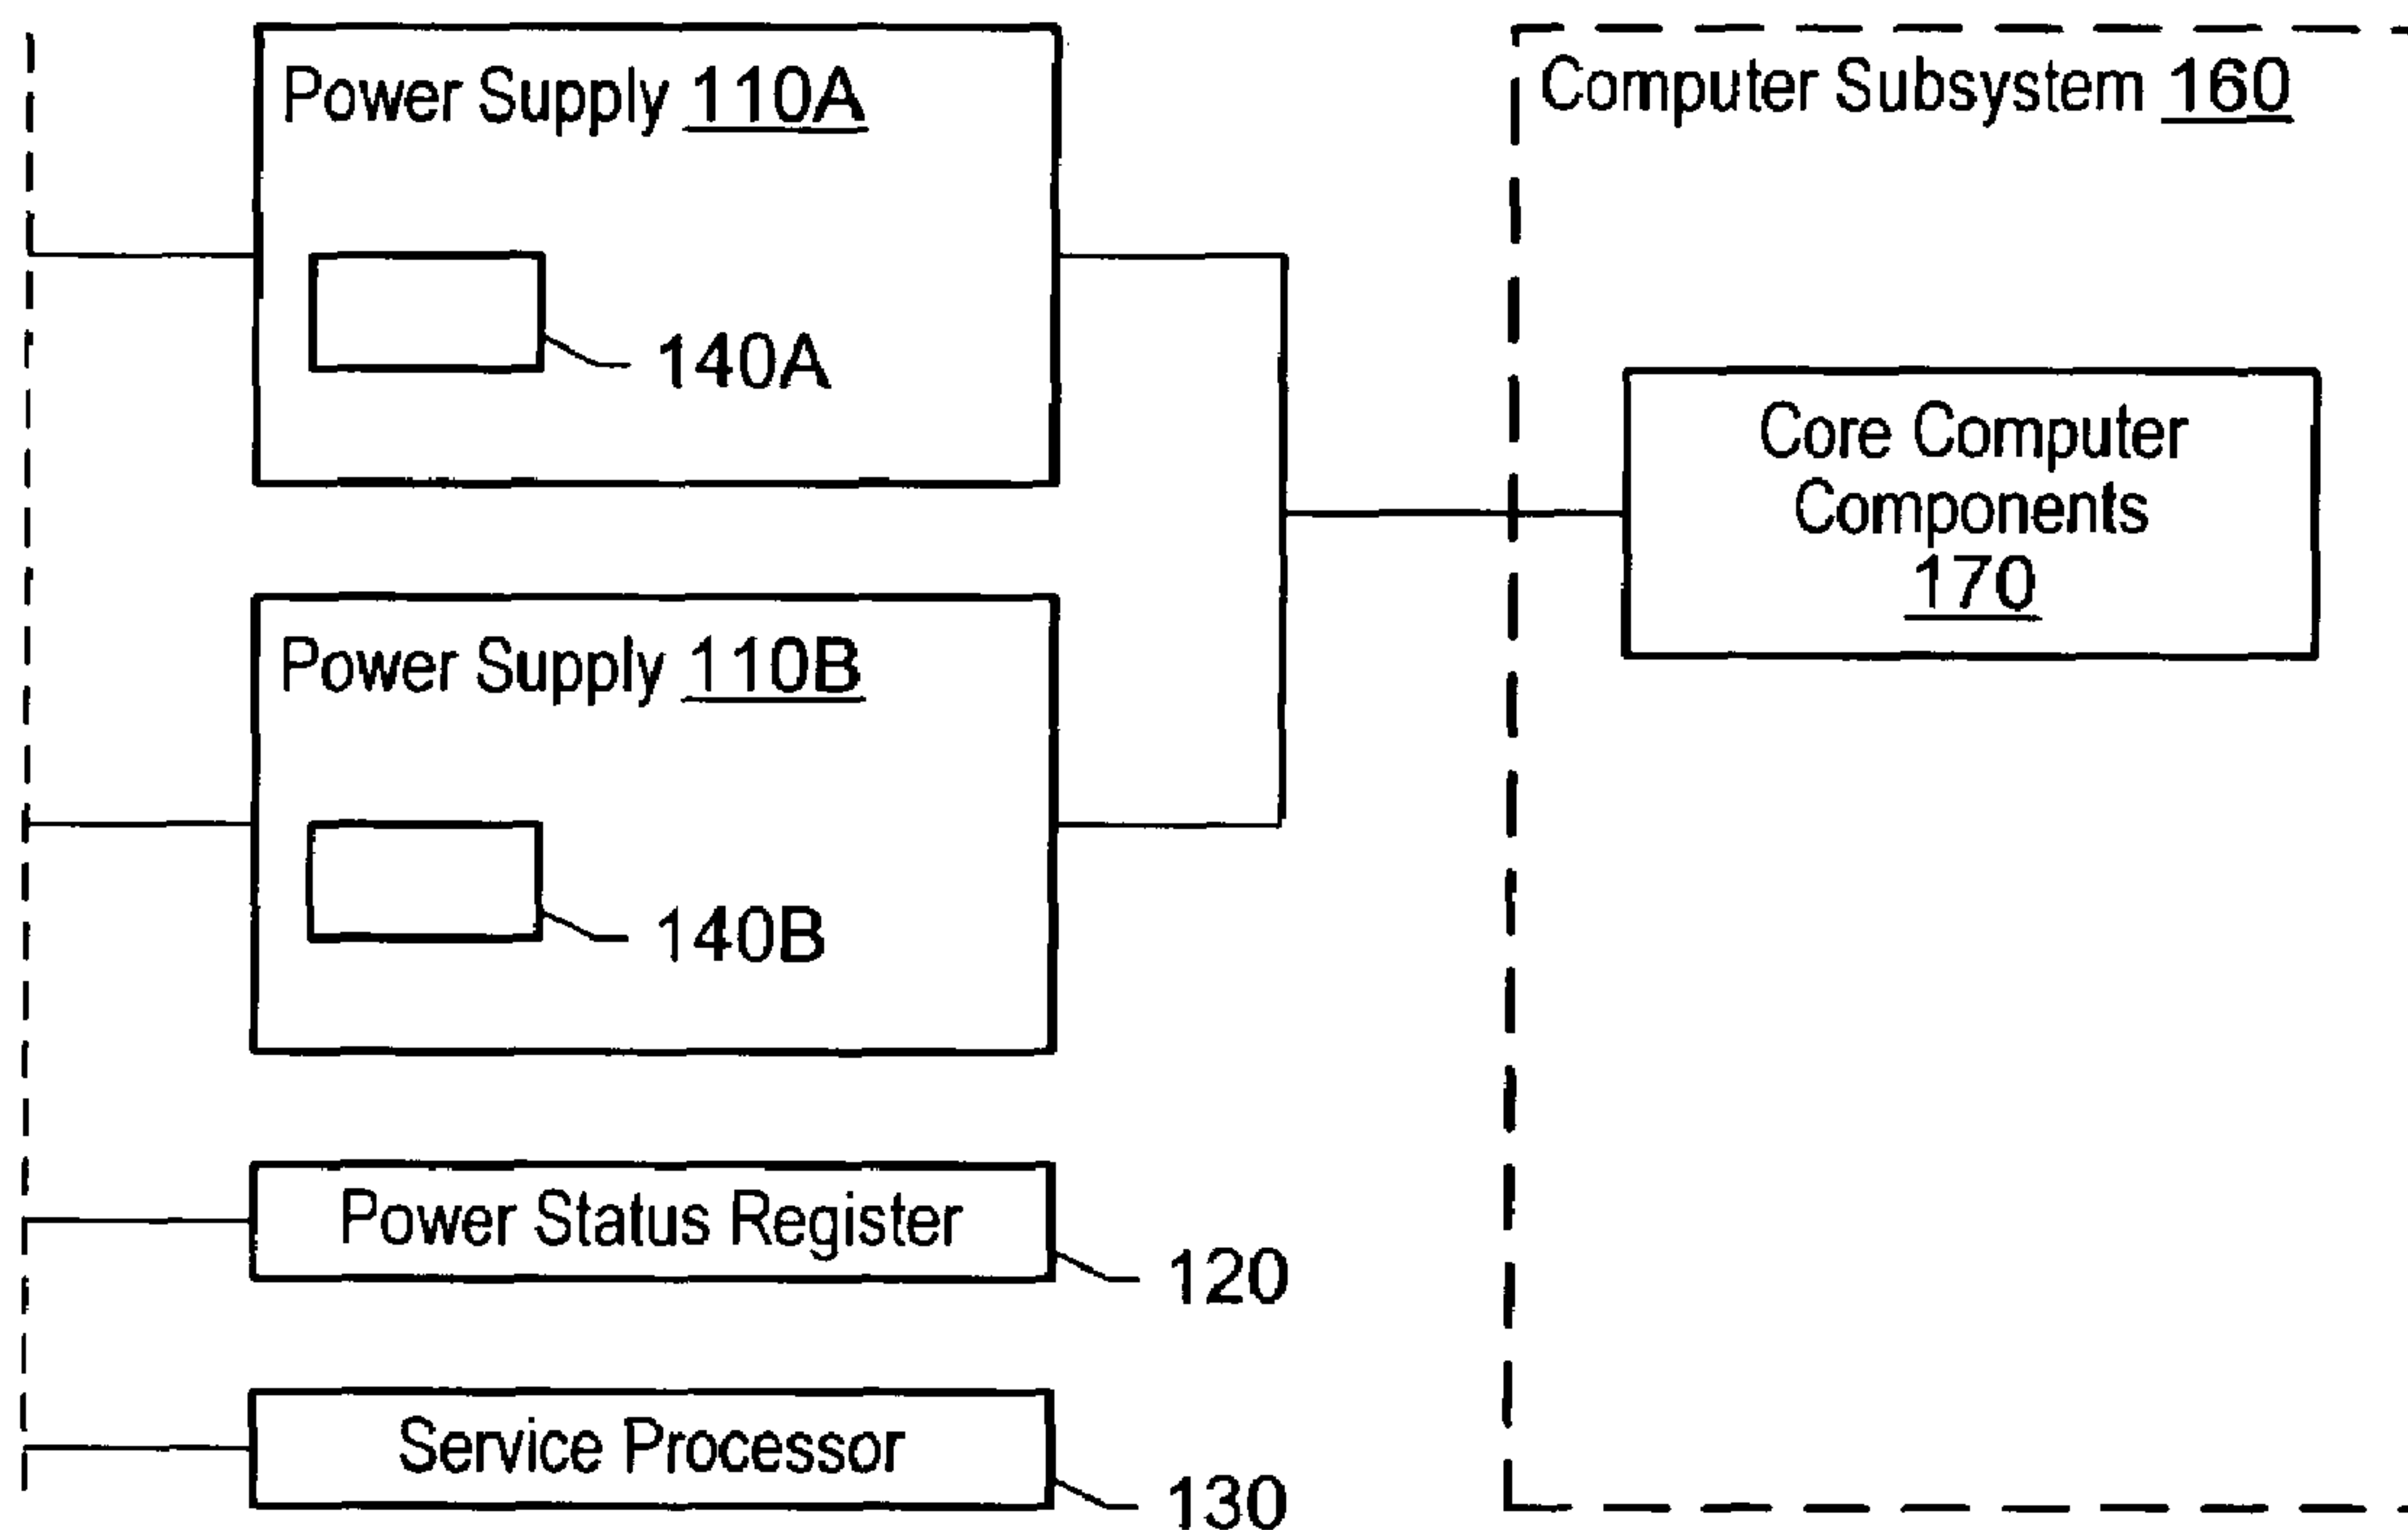 Power Supply 110A
140A
Power Supply 110B
140B
Power Status Register
120
Service Processor
130
Computer Subsystem 160
Core Computer
Components
170